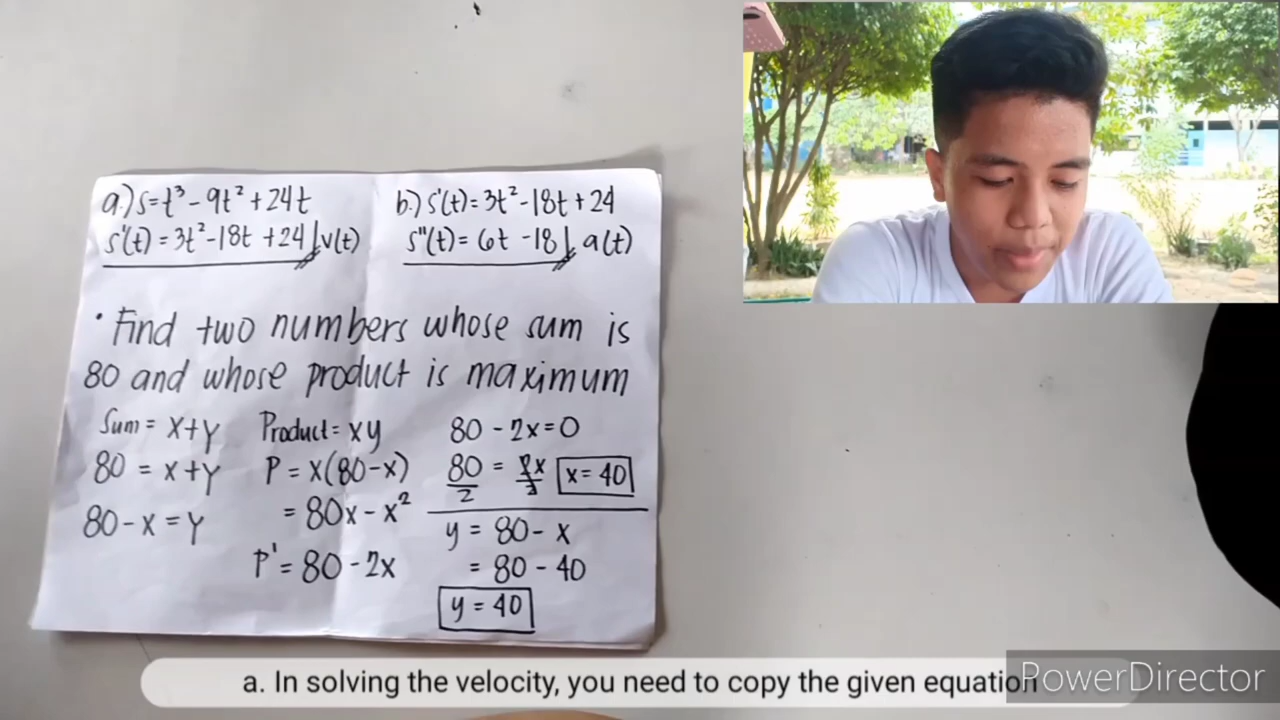 a.) s=t³-9t²+24t
s'(t)=3t²-18t+24 v(t)
b.) s'(t)=3t²-18t+24
s"(t)=6t-18 a(t)
• Find two numbers whose sum is
80 and whose product is maximum
Sum = x+y
80 = x+y
80-x=y
Product = xy
P = x(80-x)
= 80x-x²
P' = 80-2x
80-2x=0
80/2 = 2x/2 x=40
y = 80-x
= 80-40
y = 40
a. In solving the velocity, you need to copy the given equation
PowerDirector